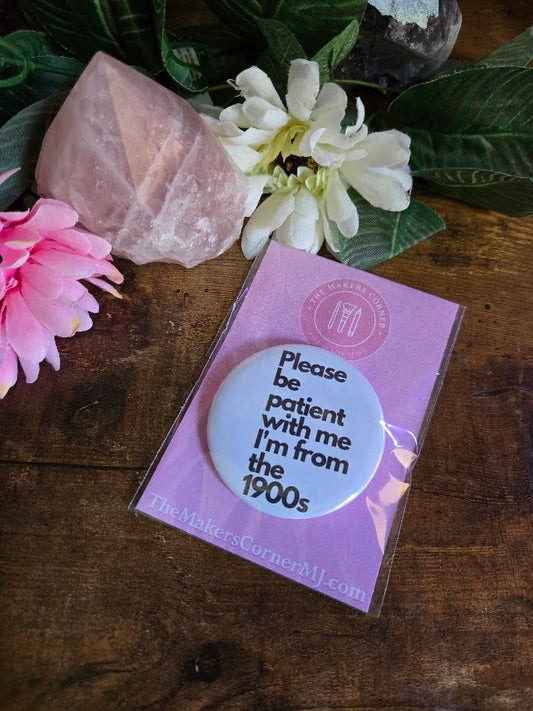 THE MAKERS CORNER
Please
be
patient
with me
I'm from
the
1900s
TheMakersCornerMJ.com